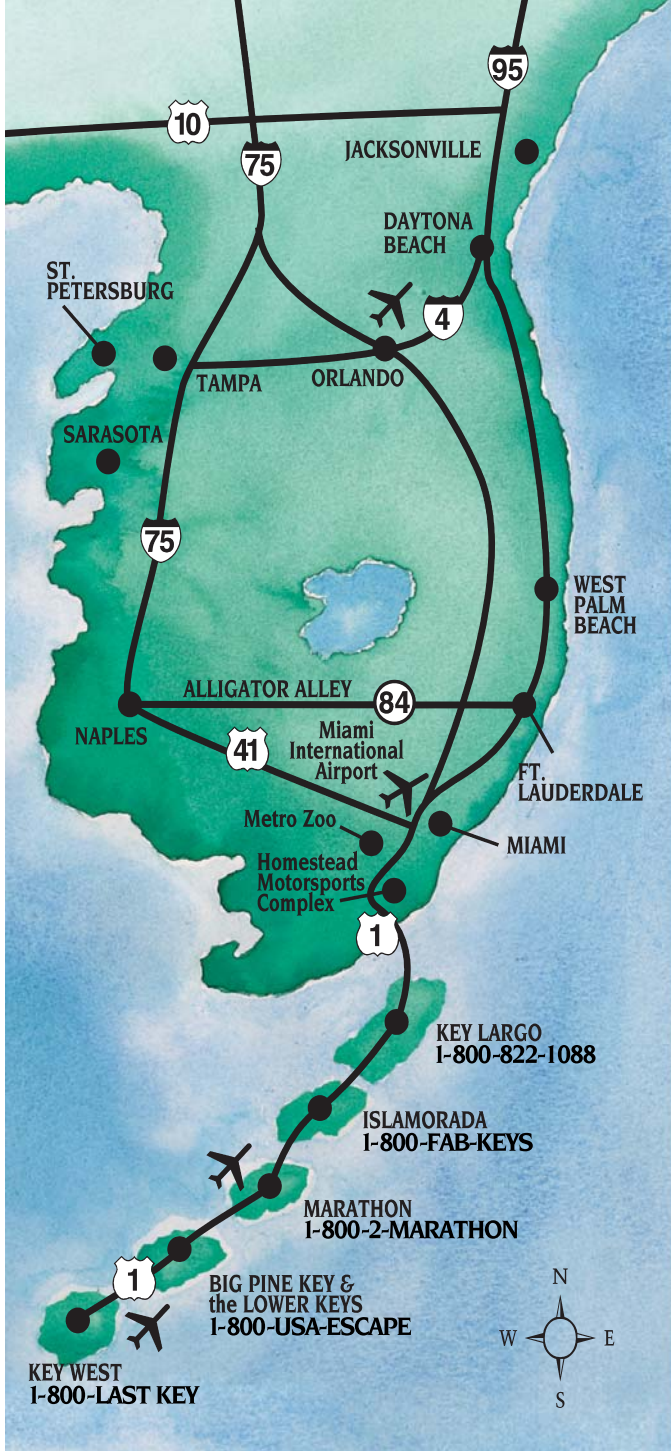 95
10
JACKSONVILLE
75
DAYTONA
BEACH
ST.
PETERSBURG
4
TAMPA
ORLANDO
SARASOTA
75
WEST
PALM
BEACH
ALLIGATOR ALLEY
84
NAPLES
41
Miami
International
Airport
FT.
LAUDERDALE
Metro Zoo
MIAMI
Homestead
Motorsports
Complex
1
KEY LARGO
1-800-822-1088
ISLAMORADA
1-800-FAB-KEYS
MARATHON
1-800-2-MARATHON
1
BIG PINE KEY &
the LOWER KEYS
1-800-USA-ESCAPE
KEY WEST
1-800-LAST KEY
N
W
E
S